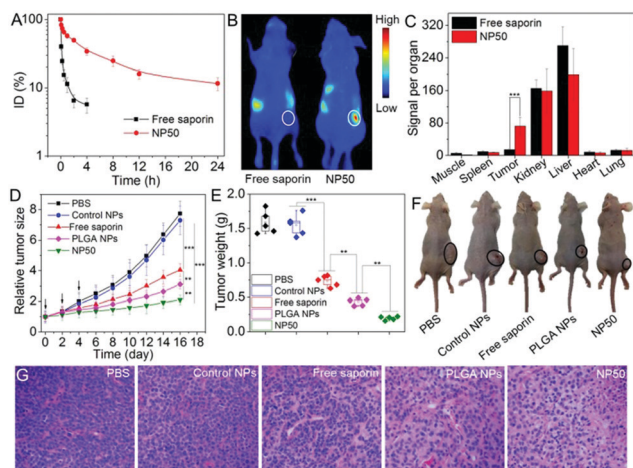 A
100
10
1
ID (%)
0 4 8 12 16 20 24
Time (h)
Free saporin
NP50
B
High
Low
Free saporin NP50
C
Free saporin
NP50
320
240
160
80
0
Signal per organ
***
Muscle Spleen Tumor Kidney Liver Heart Lung
D
PBS
Control NPs
Free saporin
PLGA NPs
NP50
8
6
4
2
0
Relative tumor size
***
***
**
**
0 2 4 6 8 10 12 14 16 18
Time (day)
E
2.0
1.5
1.0
0.5
0.0
Tumor weight (g)
***
**
**
PBS
Control NPs
Free saporin
PLGA NPs
NP50
F
PBS Control NPs Free saporin PLGA NPs NP50
G PBS Control NPs Free saporin PLGA NPs NP50